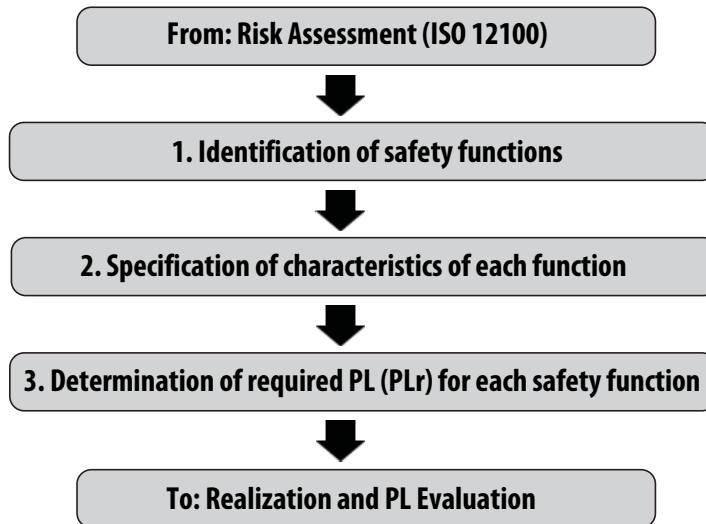 From: Risk Assessment (ISO 12100)
1. Identification of safety functions
2. Specification of characteristics of each function
3. Determination of required PL (PLr) for each safety function
To: Realization and PL Evaluation